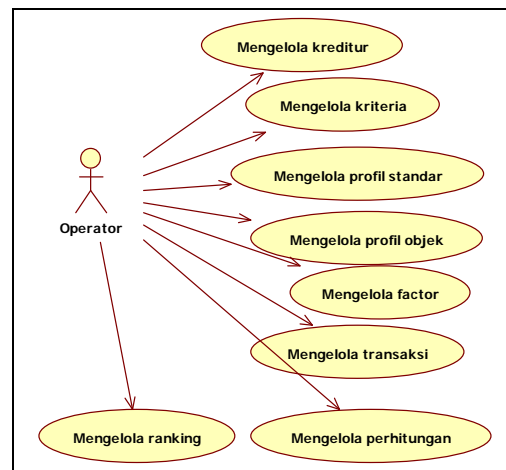 Mengelola kreditur
Mengelola kriteria
Mengelola profil standar
Operator
Mengelola profil objek
Mengelola factor
Mengelola transaksi
Mengelola ranking
Mengelola perhitungan